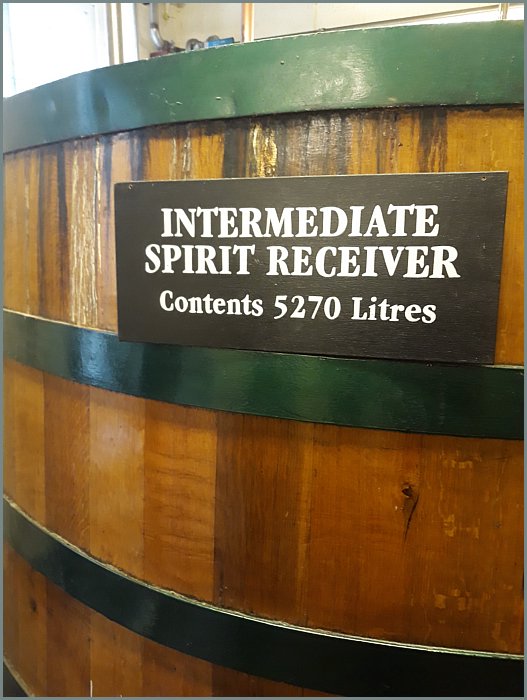 INTERMEDIATE
SPIRIT RECEIVER
Contents 5270 Litres